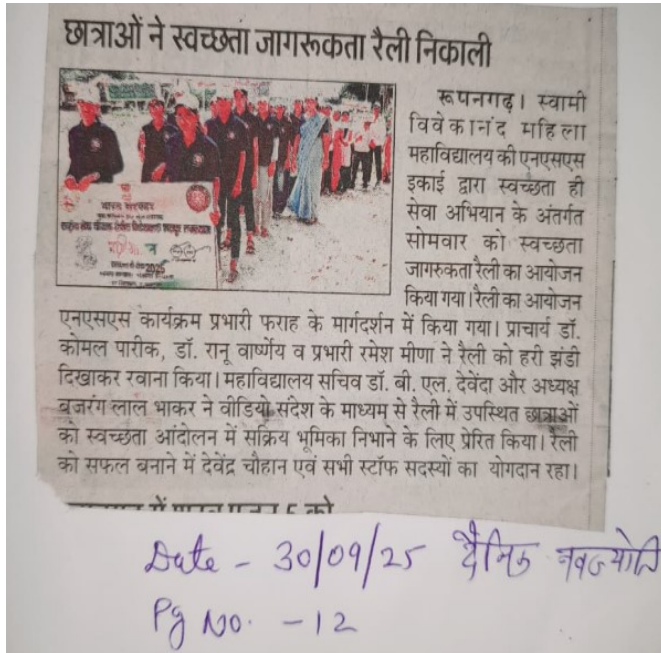 छात्राओं ने स्वच्छता जागरूकता रैली निकाली
भारत सरकार
2025
रूपनगढ़। स्वामी
विवेकानंद महिला
महाविद्यालय की एनएसएस
इकाई द्वारा स्वच्छता ही
सेवा अभियान के अंतर्गत
सोमवार को स्वच्छता
जागरुकता रैली का आयोजन
किया गया। रैली का आयोजन
एनएसएस कार्यक्रम प्रभारी फराह के मार्गदर्शन में किया गया। प्राचार्य डॉ.
कोमल पारीक, डॉ. रानू वार्ष्णेय व प्रभारी रमेश मीणा ने रैली को हरी झंडी
दिखाकर रवाना किया। महाविद्यालय सचिव डॉ. बी. एल. देवेंदा और अध्यक्ष
बजरंग लाल भाकर ने वीडियो संदेश के माध्यम से रैली में उपस्थित छात्राओं
को स्वच्छता आंदोलन में सक्रिय भूमिका निभाने के लिए प्रेरित किया। रैली
को सफल बनाने में देवेंद्र चौहान एवं सभी स्टॉफ सदस्यों का योगदान रहा।
Date - 30/09/25 दैनिक नवज्योति
Pg No. - 12